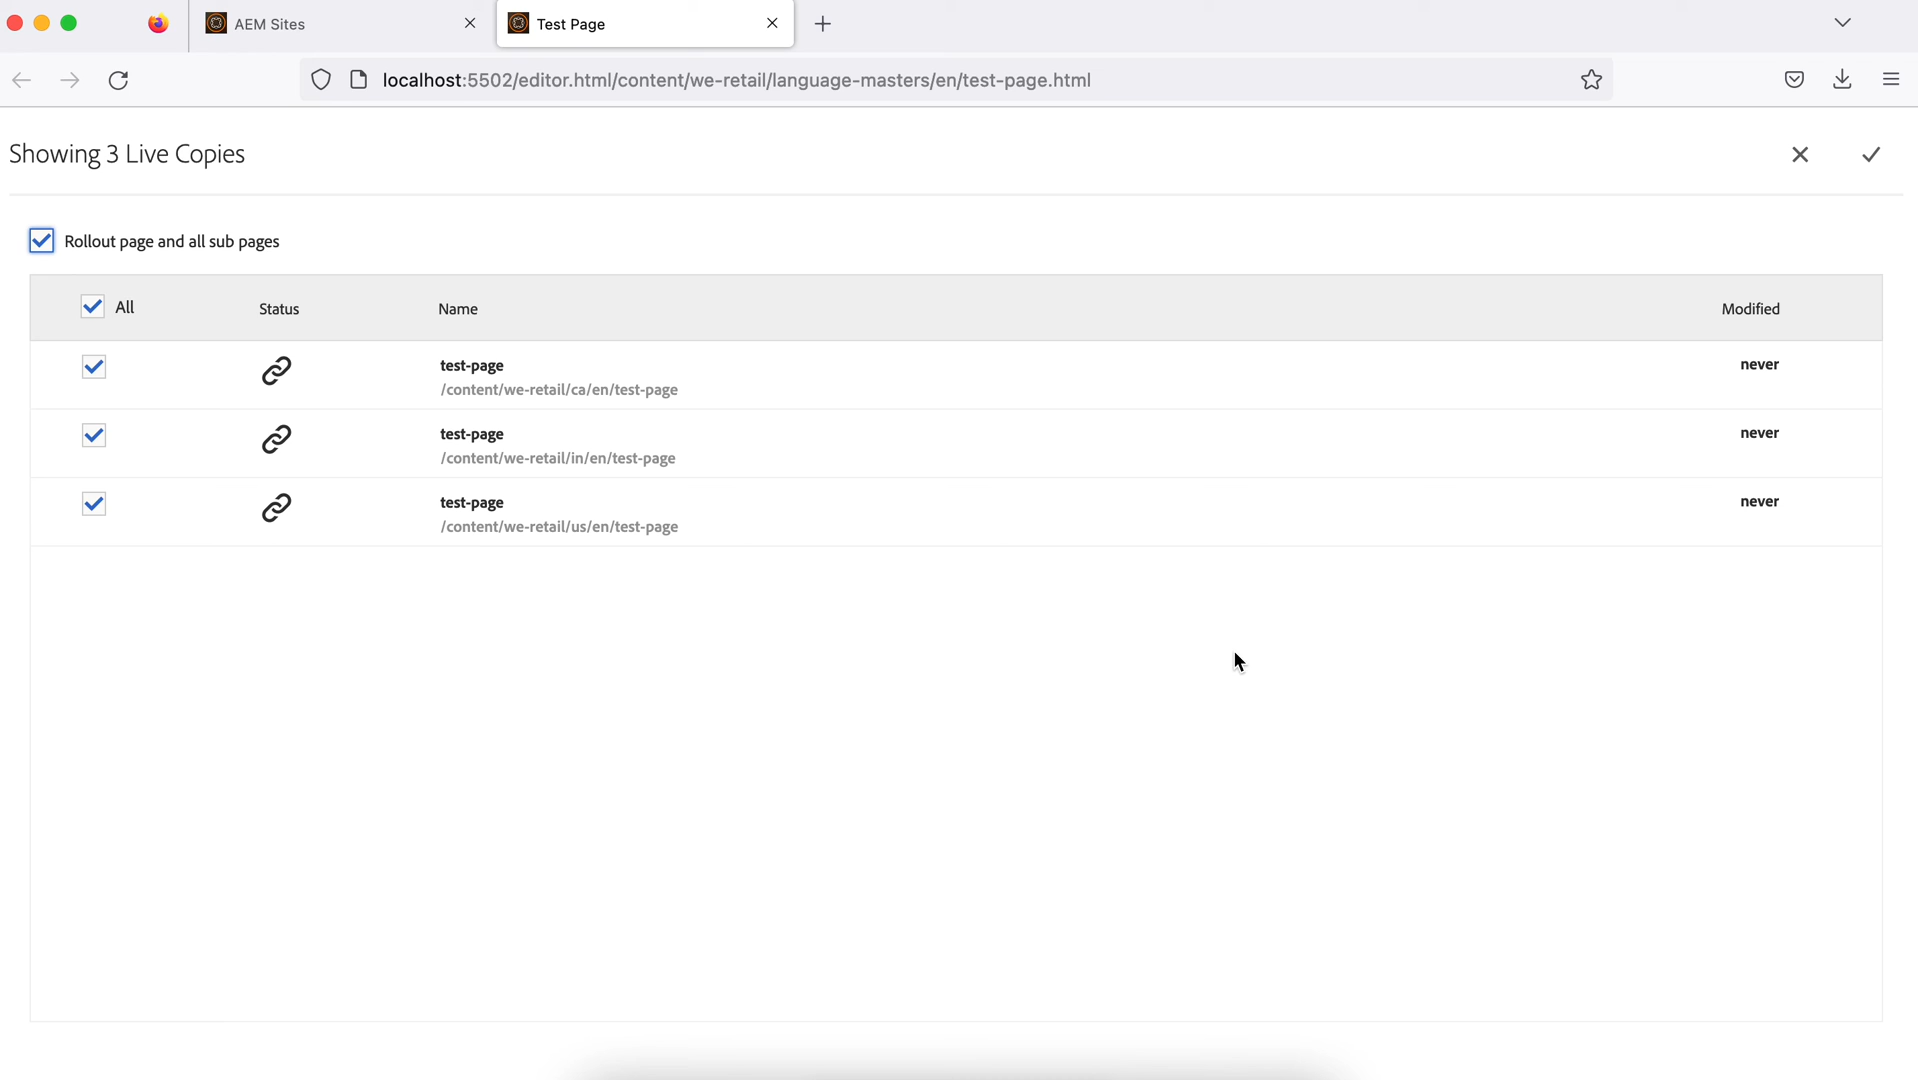 AEM Sites
Test Page
localhost:5502/editor.html/content/we-retail/language-masters/en/test-page.html
Showing 3 Live Copies
Rollout page and all sub pages
All Status Name Modified
test-page never
/content/we-retail/ca/en/test-page
test-page never
/content/we-retail/in/en/test-page
test-page never
/content/we-retail/us/en/test-page